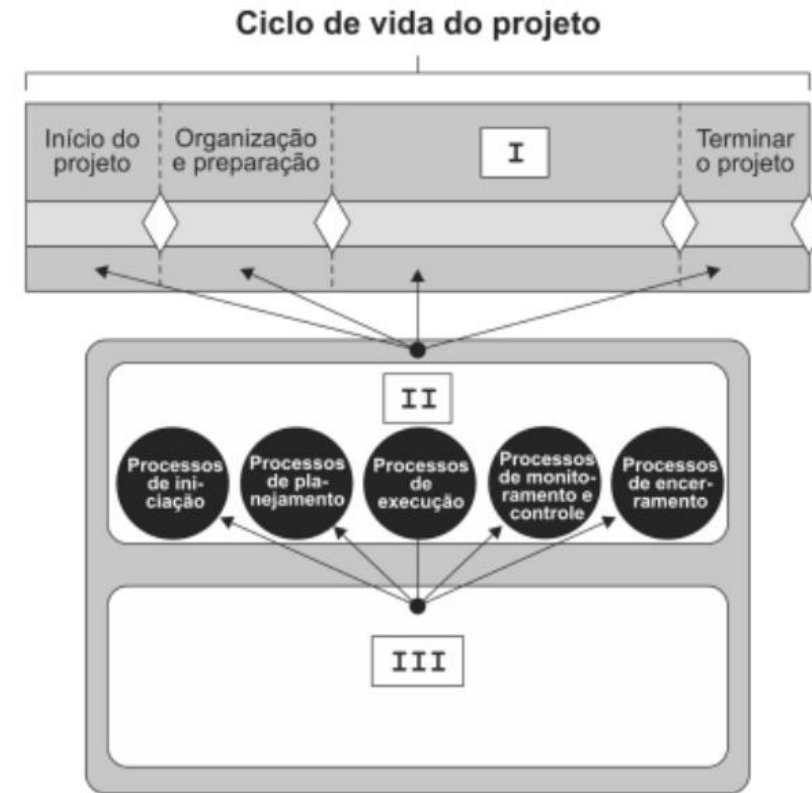 Ciclo de vida do projeto
Início do
projeto
Organização
e preparação
I
Terminar
o projeto
II
Processos
de ini-
ciação
Processos
de pla-
nejamento
Processos
de
execução
Processos
de monito-
ramento e
controle
Processos
de encer-
ramento
III